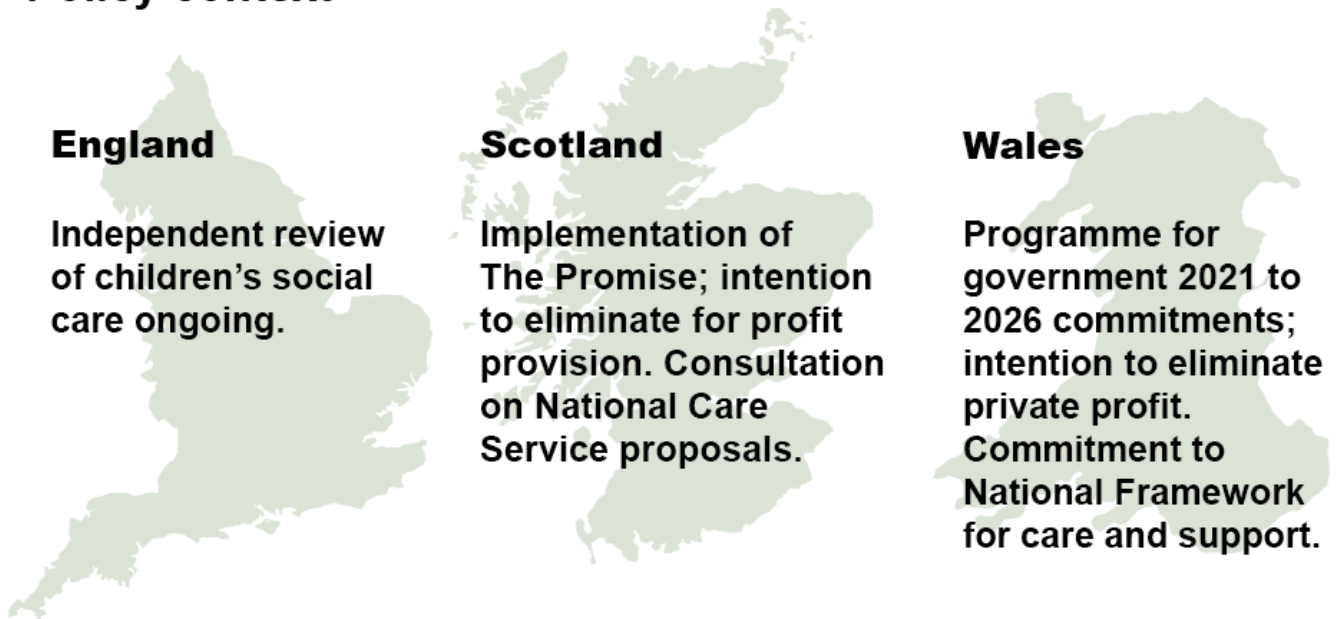 Policy context
England
Independent review
of children’s social
care ongoing.
Scotland
Implementation of
The Promise; intention
to eliminate for profit
provision. Consultation
on National Care
Service proposals.
Wales
Programme for
government 2021 to
2026 commitments;
intention to eliminate
private profit.
Commitment to
National Framework
for care and support.